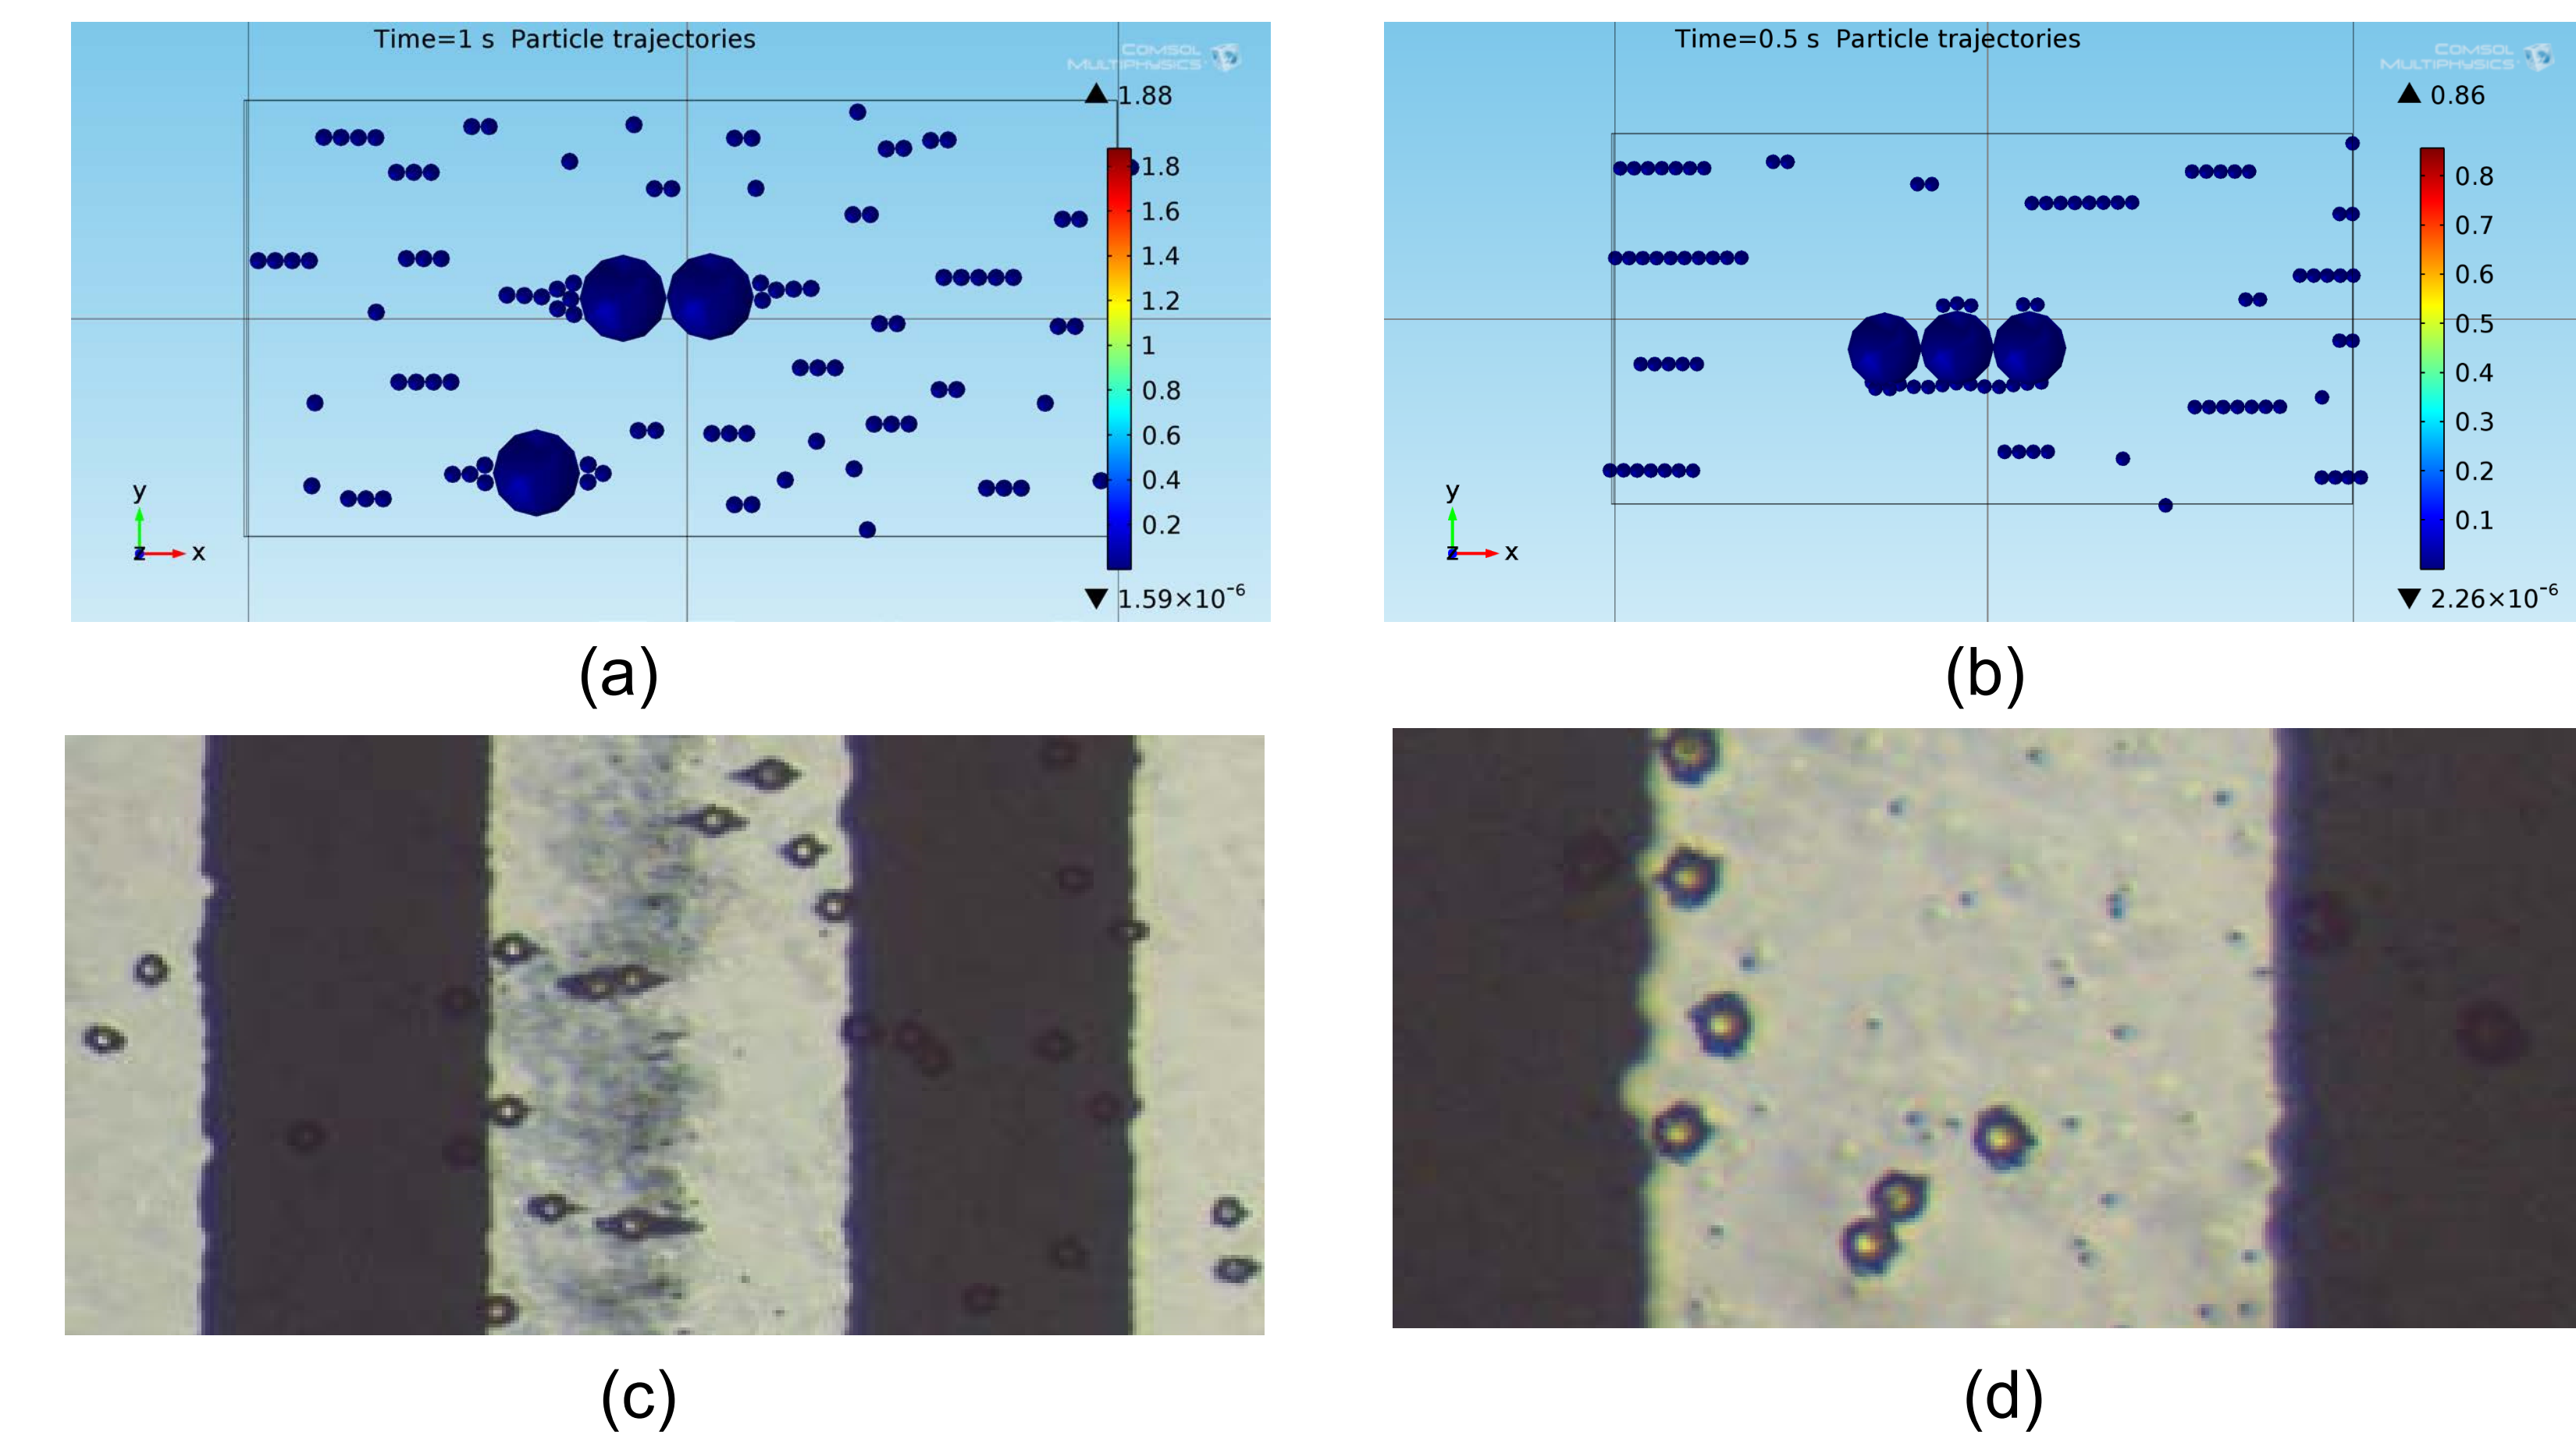 Time=1 s Particle trajectories
COMSOL
MULTIPHYSICS
▲ 1.88
1.8
1.6
1.4
1.2
1
0.8
0.6
0.4
0.2
▼ 1.59×10⁻⁶
y
z
x
(a)
Time=0.5 s Particle trajectories
COMSOL
MULTIPHYSICS
▲ 0.86
0.8
0.7
0.6
0.5
0.4
0.3
0.2
0.1
▼ 2.26×10⁻⁶
y
z
x
(b)
(c)
(d)